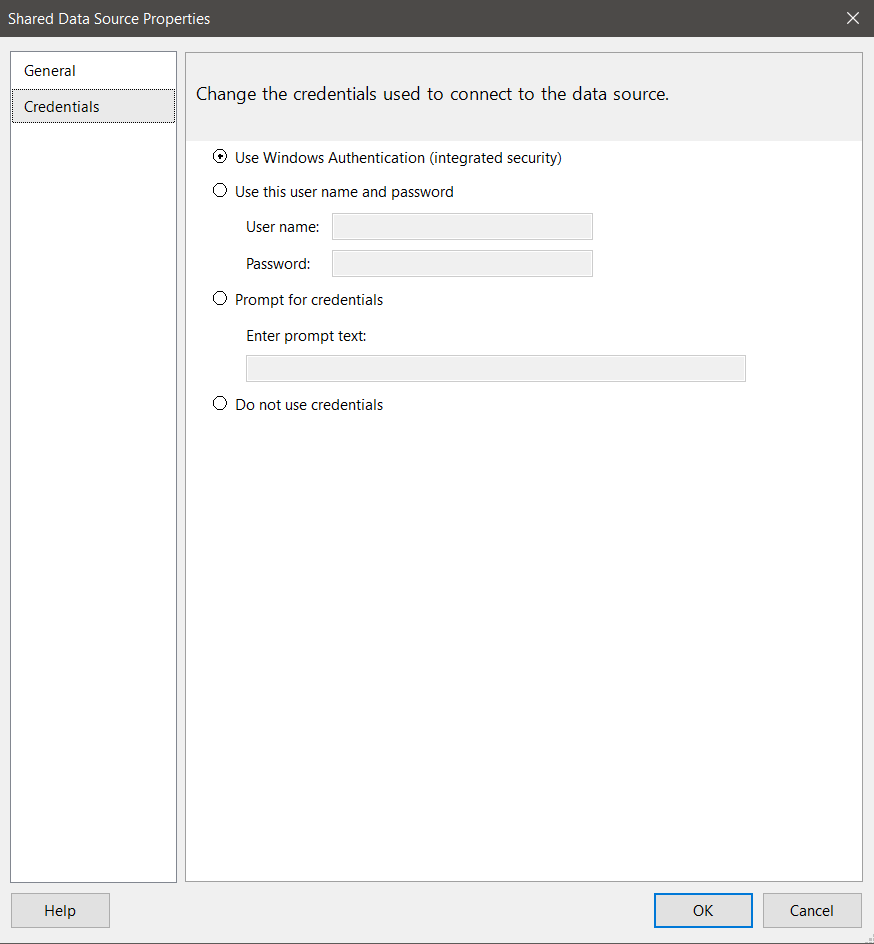 Shared Data Source Properties
General
Credentials
Change the credentials used to connect to the data source.
Use Windows Authentication (integrated security)
Use this user name and password
User name:
Password:
Prompt for credentials
Enter prompt text:
Do not use credentials
Help
OK
Cancel